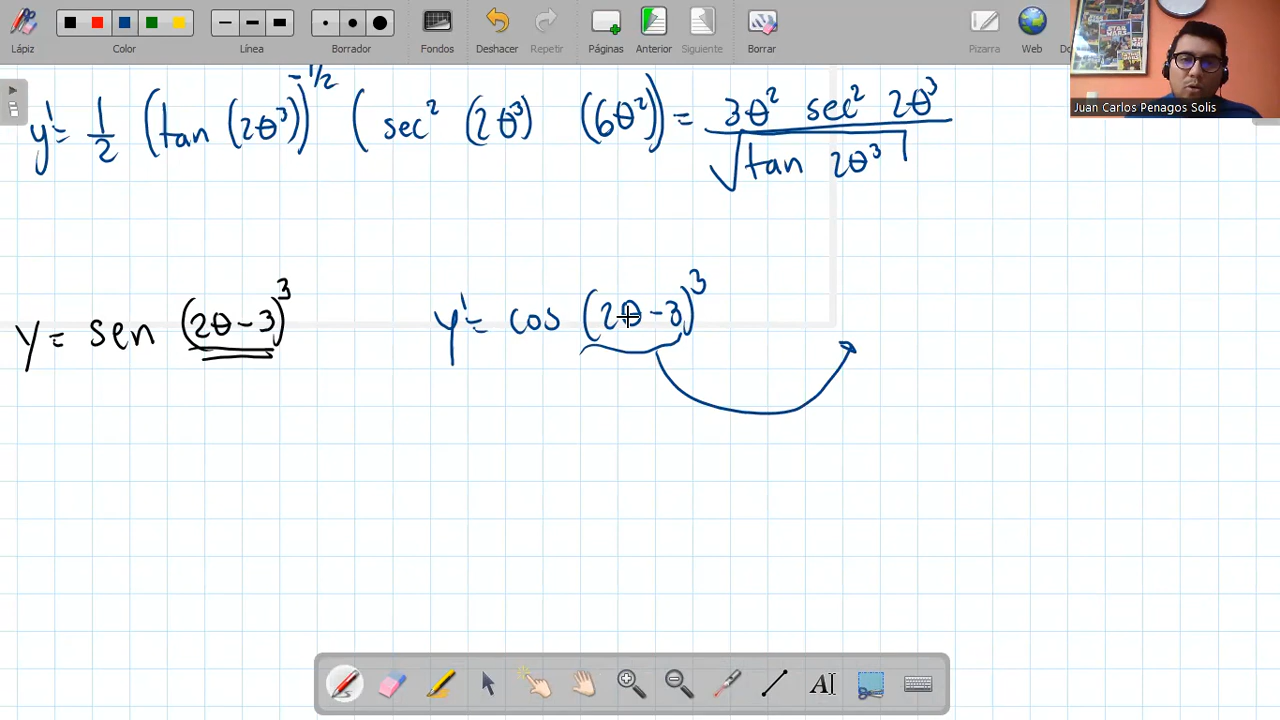 Lápiz Color Línea Borrador Fondos Deshacer Repetir Páginas Anterior Siguiente Borrar Pizarra Web
Juan Carlos Penagos Solis
y' = 1/2 (tan (2θ³))^-1/2 (sec² (2θ³) (6θ²)) = 3θ² sec² 2θ³ / √tan 2θ³
y = sen (2θ-3)³
y' = cos (2θ-3)³